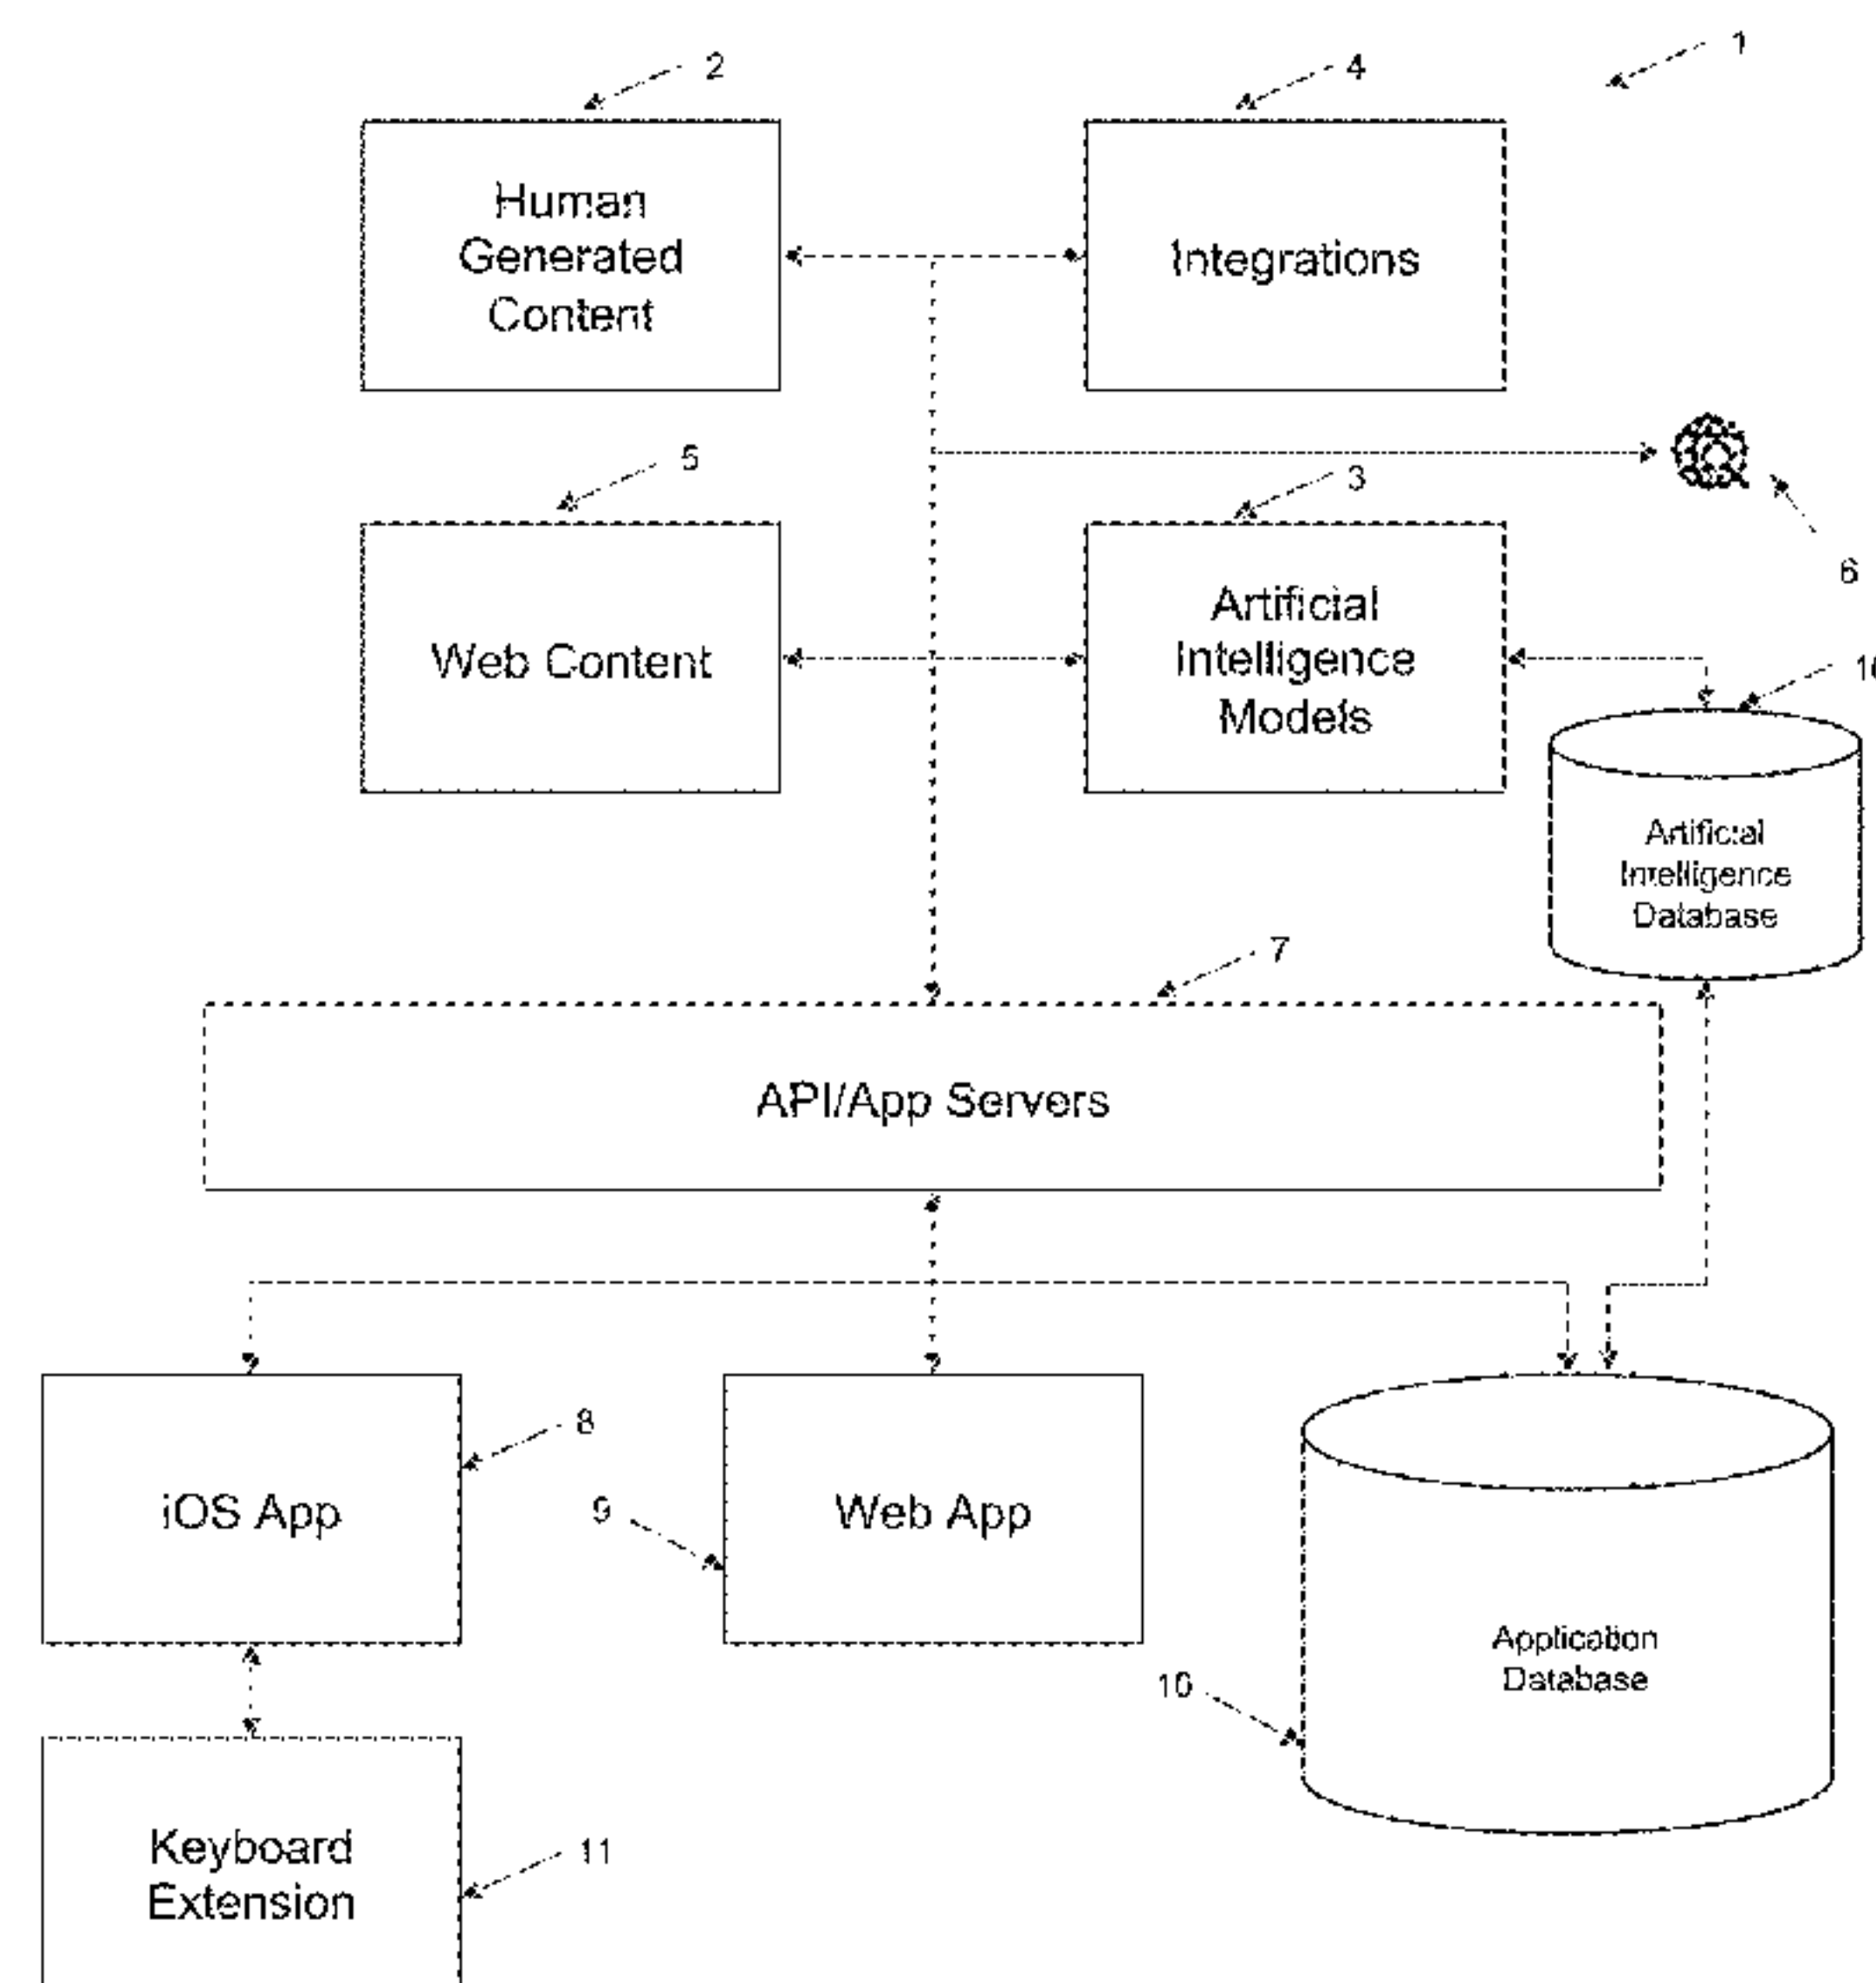 1
2
4
Human
Generated
Content
Integrations
5
3
6
Web Content
Artificial
Intelligence
Models
Artificial
Intelligence
Database
7
API/App Servers
8
iOS App
9
Web App
10
Application
Database
Keyboard
Extension
11